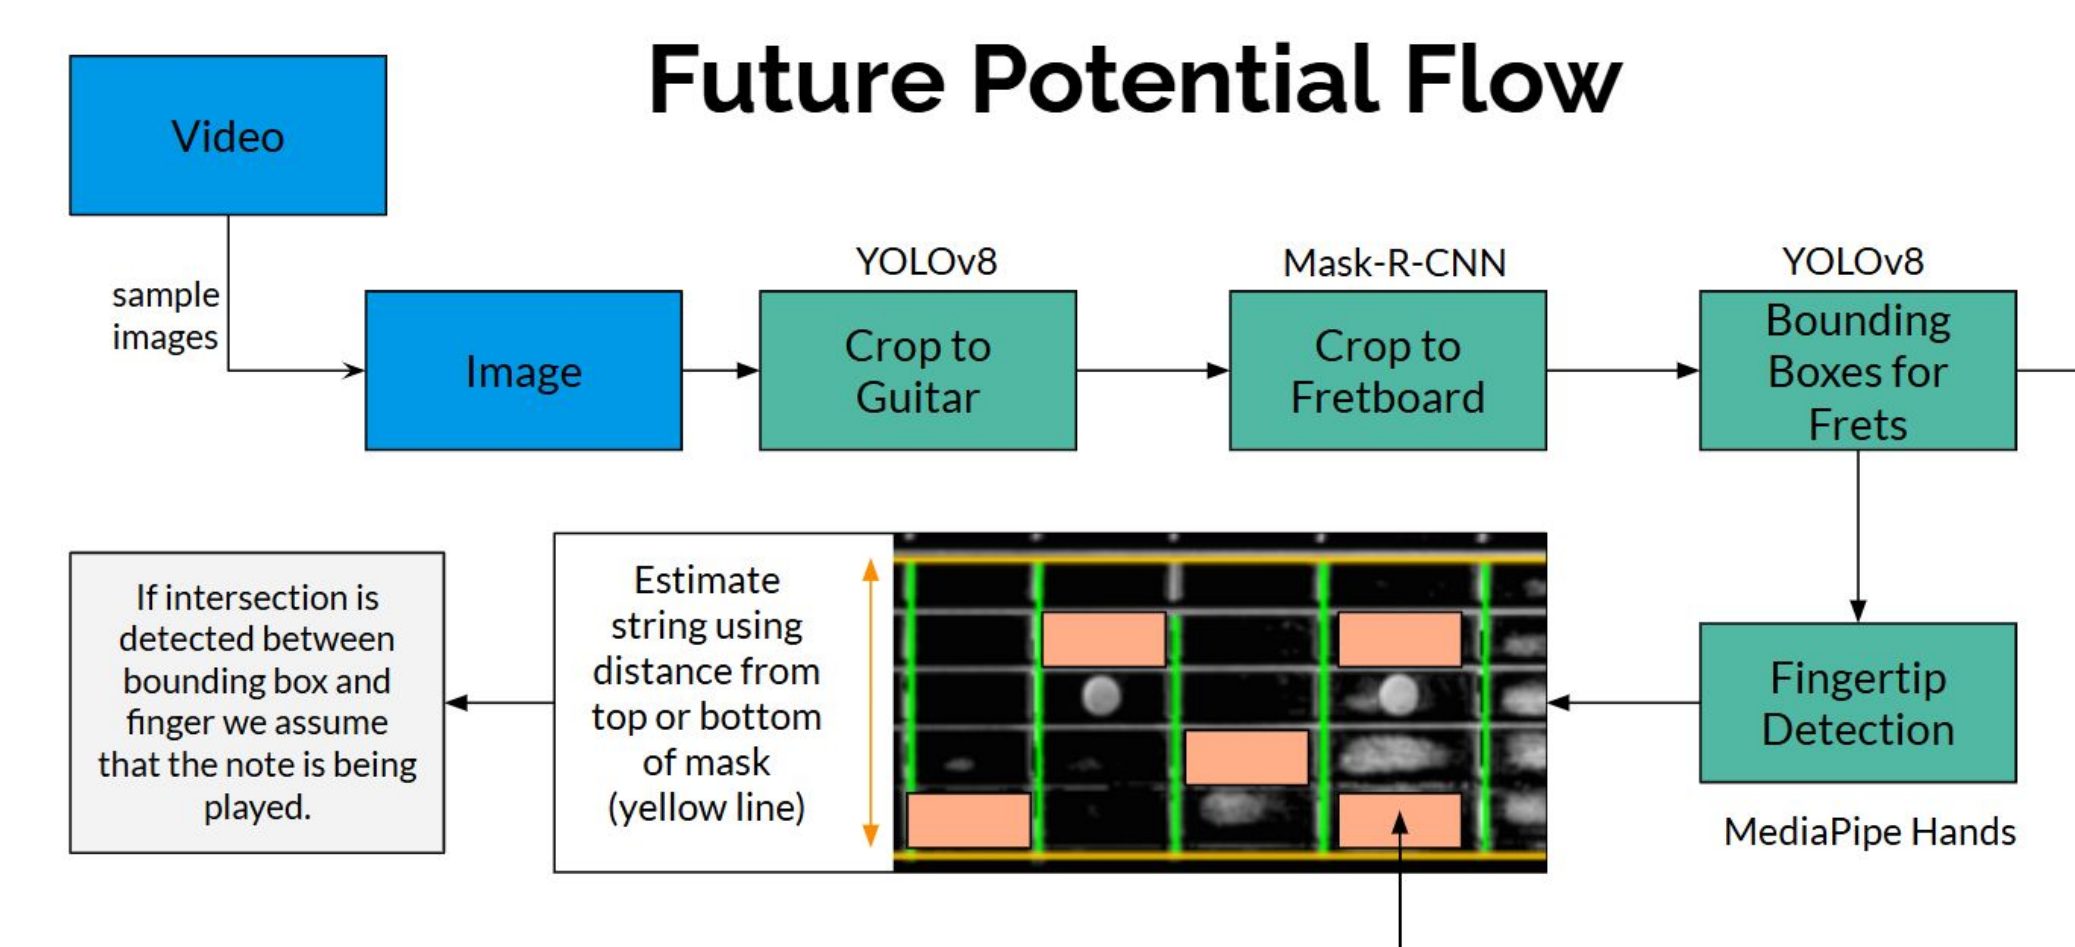 Future Potential Flow
Video
sample
images
Image
YOLOv8
Crop to
Guitar
Mask-R-CNN
Crop to
Fretboard
YOLOv8
Bounding
Boxes for
Frets
Fingertip
Detection
MediaPipe Hands
Estimate
string using
distance from
top or bottom
of mask
(yellow line)
If intersection is
detected between
bounding box and
finger we assume
that the note is being
played.